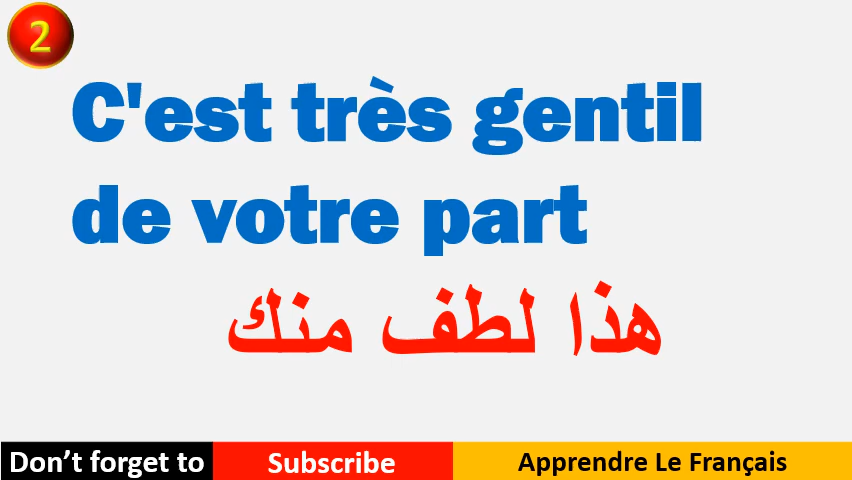 2
C'est très gentil
de votre part
هذا لطف منك
Don’t forget to Subscribe Apprendre Le Français